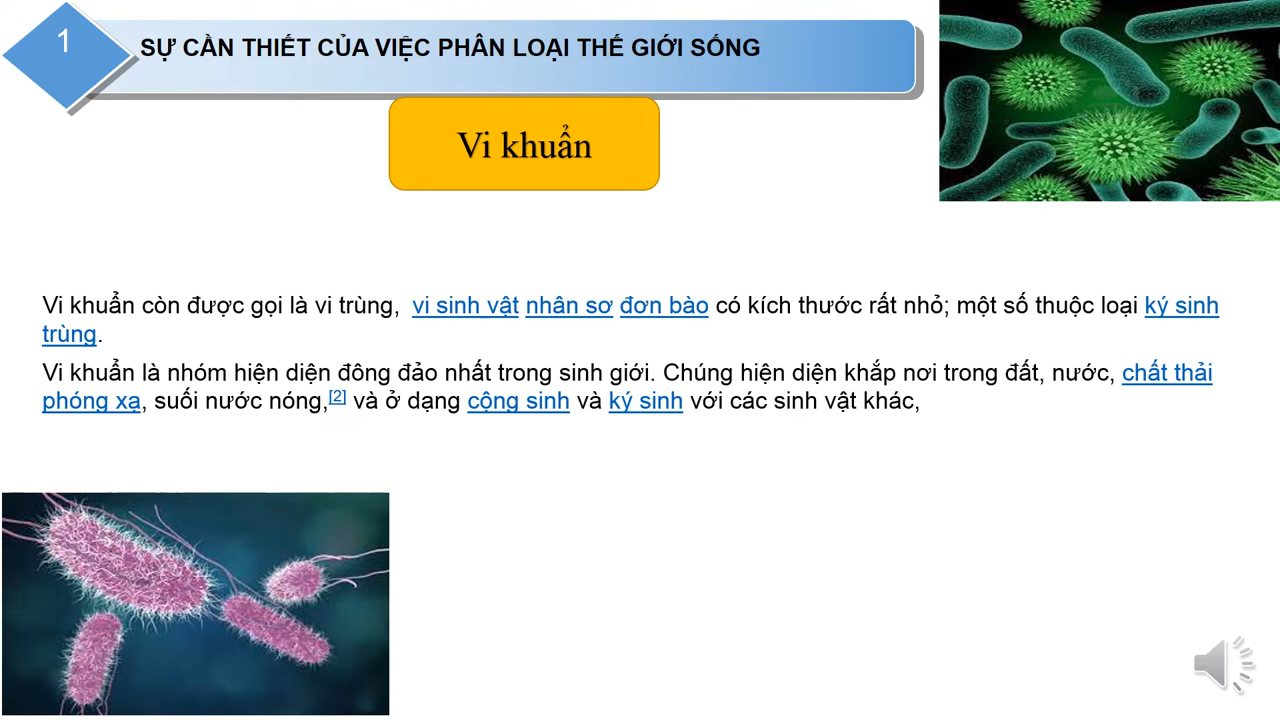 1
SỰ CẦN THIẾT CỦA VIỆC PHÂN LOẠI THẾ GIỚI SỐNG
Vi khuẩn
Vi khuẩn còn được gọi là vi trùng, vi sinh vật nhân sơ đơn bào có kích thước rất nhỏ; một số thuộc loại ký sinh
trùng.
Vi khuẩn là nhóm hiện diện đông đảo nhất trong sinh giới. Chúng hiện diện khắp nơi trong đất, nước, chất thải
phóng xạ, suối nước nóng,[2] và ở dạng cộng sinh và ký sinh với các sinh vật khác,